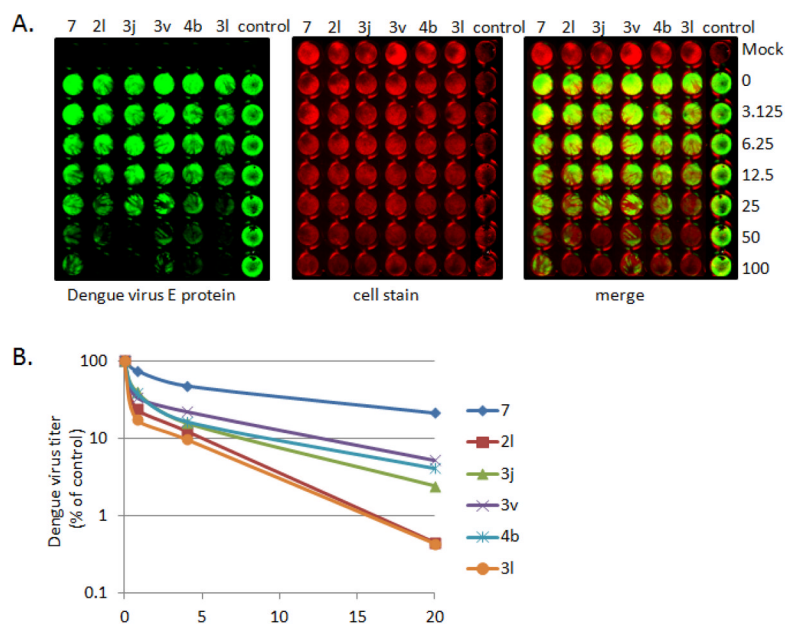 A.
7 2l 3j 3v 4b 3l control
7 2l 3j 3v 4b 3l control
7 2l 3j 3v 4b 3l control
Mock
0
3.125
6.25
12.5
25
50
100
Dengue virus E protein
cell stain
merge
B.
Dengue virus titer
(% of control)
100
10
1
0.1
0 5 10 15 20
7
2l
3j
3v
4b
3l